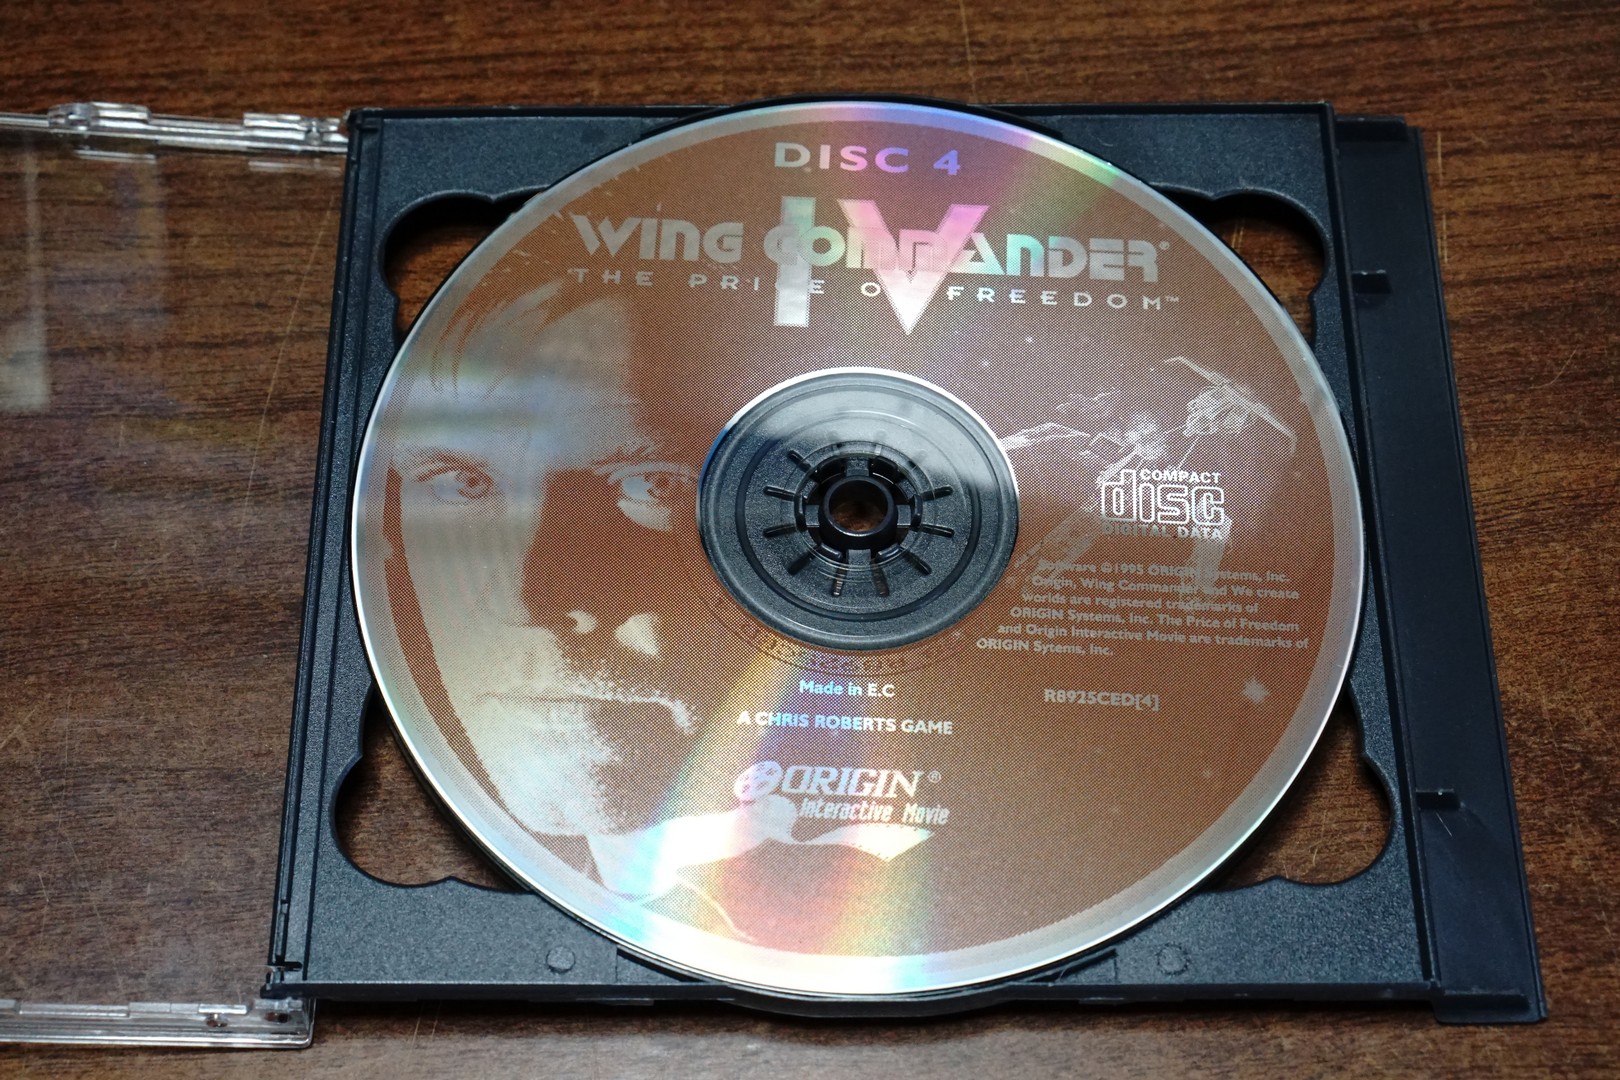 DISC 4
IV
WING COMMANDER®
THE PRICE OF FREEDOM™
COMPACT
disc
DIGITAL DATA
Software ©1995 ORIGIN Systems, Inc.
Origin, Wing Commander and We create
worlds are registered trademarks of
ORIGIN Systems, Inc. The Price of Freedom
and Origin Interactive Movie are trademarks of
ORIGIN Sytems, Inc.
Made in E.C
R8925CED[4]
A CHRIS ROBERTS GAME
ORIGIN®
Interactive Movie